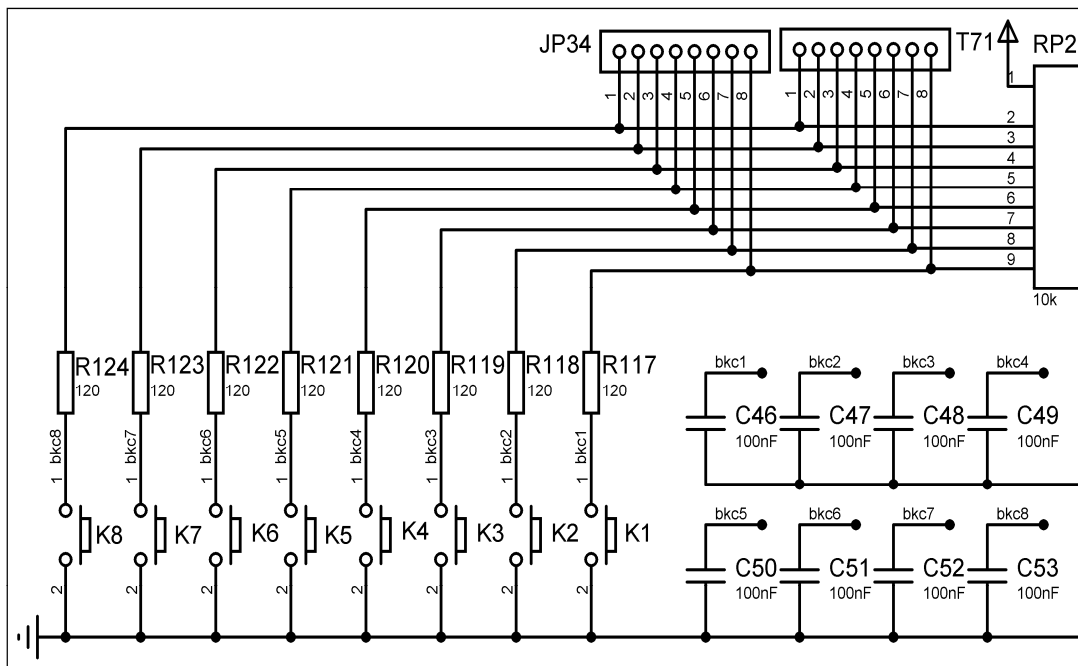 JP34
T71
RP2
1
1 2 3 4 5 6 7 8
1 2 3 4 5 6 7 8
2
3
4
5
6
7
8
9
10k
R124 R123 R122 R121 R120 R119 R118 R117
120 120 120 120 120 120 120 120
bkc1 bkc2 bkc3 bkc4
C46 C47 C48 C49
100nF 100nF 100nF 100nF
bkc8 bkc7 bkc6 bkc5 bkc4 bkc3 bkc2 bkc1
1 1 1 1 1 1 1 1
bkc5 bkc6 bkc7 bkc8
K8 K7 K6 K5 K4 K3 K2 K1
C50 C51 C52 C53
100nF 100nF 100nF 100nF
2 2 2 2 2 2 2 2